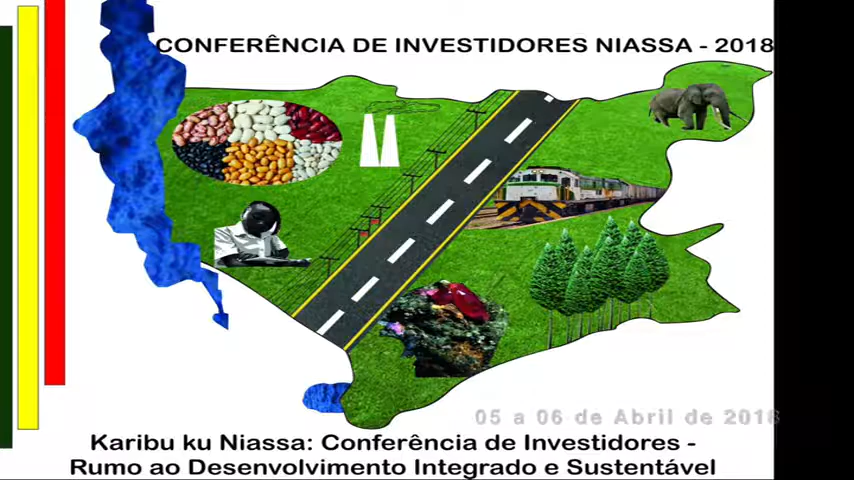 CONFERÊNCIA DE INVESTIDORES NIASSA - 2018
05 a 06 de Abril de 2018
Karibu ku Niassa: Conferência de Investidores -
Rumo ao Desenvolvimento Integrado e Sustentável